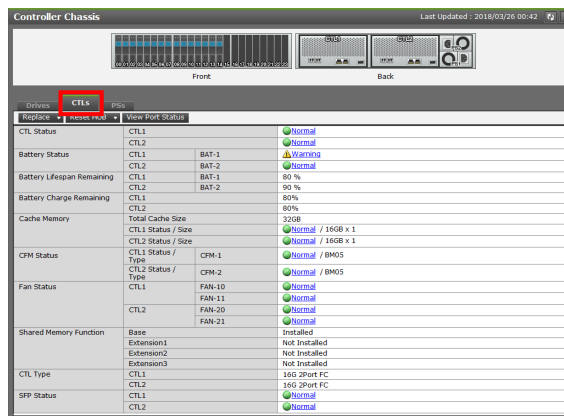 Controller Chassis Last Updated : 2018/03/26 00:42
CTL1 CTL2
Front Back
Drives CTLs PSs
Replace Reset HUB View Port Status
CTL Status CTL1 Normal
CTL2 Normal
Battery Status CTL1 BAT-1 Warning
CTL2 BAT-2 Normal
Battery Lifespan Remaining CTL1 BAT-1 80 %
CTL2 BAT-2 90 %
Battery Charge Remaining CTL1 80%
CTL2 80%
Cache Memory Total Cache Size 32GB
CTL1 Status / Size Normal / 16GB x 1
CTL2 Status / Size Normal / 16GB x 1
CFM Status CTL1 Status / Type CFM-1 Normal / BM05
CTL2 Status / Type CFM-2 Normal / BM05
Fan Status CTL1 FAN-10 Normal
FAN-11 Normal
CTL2 FAN-20 Normal
FAN-21 Normal
Shared Memory Function Base Installed
Extension1 Not Installed
Extension2 Not Installed
Extension3 Not Installed
CTL Type CTL1 16G 2Port FC
CTL2 16G 2Port FC
SFP Status CTL1 Normal
CTL2 Normal